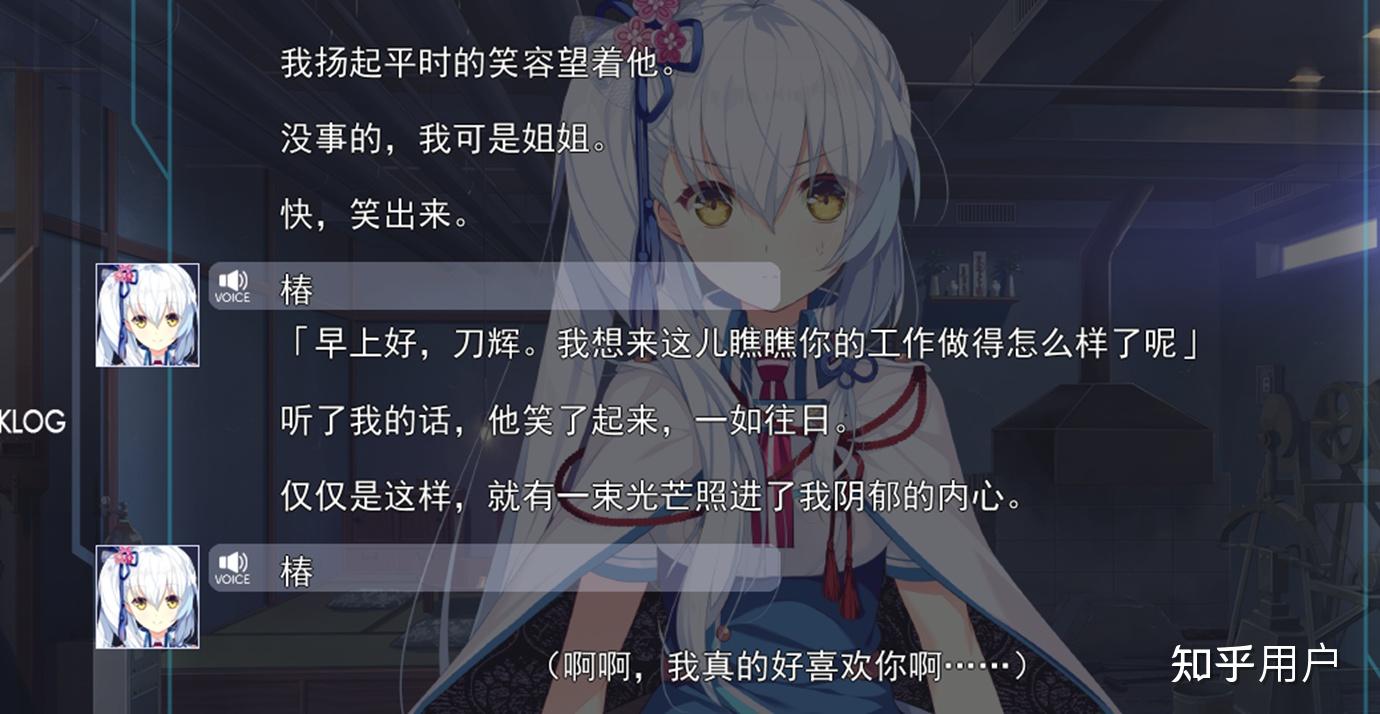 我扬起平时的笑容望着他。
没事的，我可是姐姐。
快，笑出来。
VOICE
椿
「早上好，刀辉。我想来这儿瞧瞧你的工作做得怎么样了呢」
KLOG
听了我的话，他笑了起来，一如往日。
仅仅是这样，就有一束光芒照进了我阴郁的内心。
VOICE
椿
（啊啊，我真的好喜欢你啊……）
知乎用户